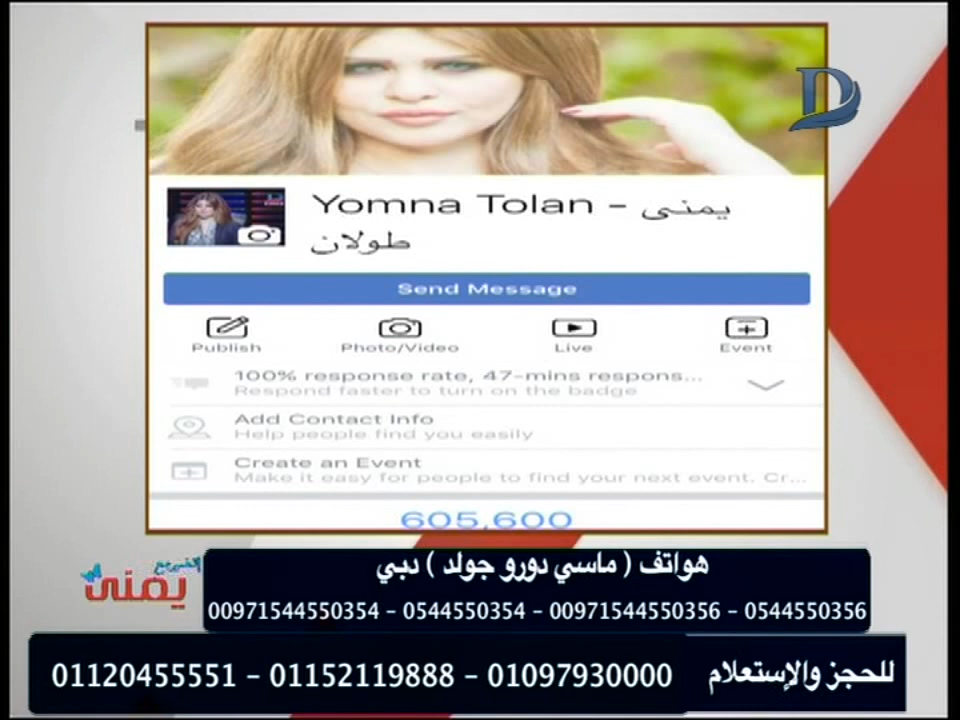 D
Yomna Tolan - يمنى
طولان
Send Message
Publish Photo/Video Live Event
100% response rate, 47-mins respons...
Respond faster to turn on the badge
Add Contact Info
Help people find you easily
Create an Event
Make it easy for people to find your next event. Cr...
605,600
هواتف ( ماسي دورو جولد ) دبي
00971544550354 - 0544550354 - 00971544550356 - 0544550356
يمنى
للحجز والإستعلام 01097930000 - 01152119888 - 01120455551